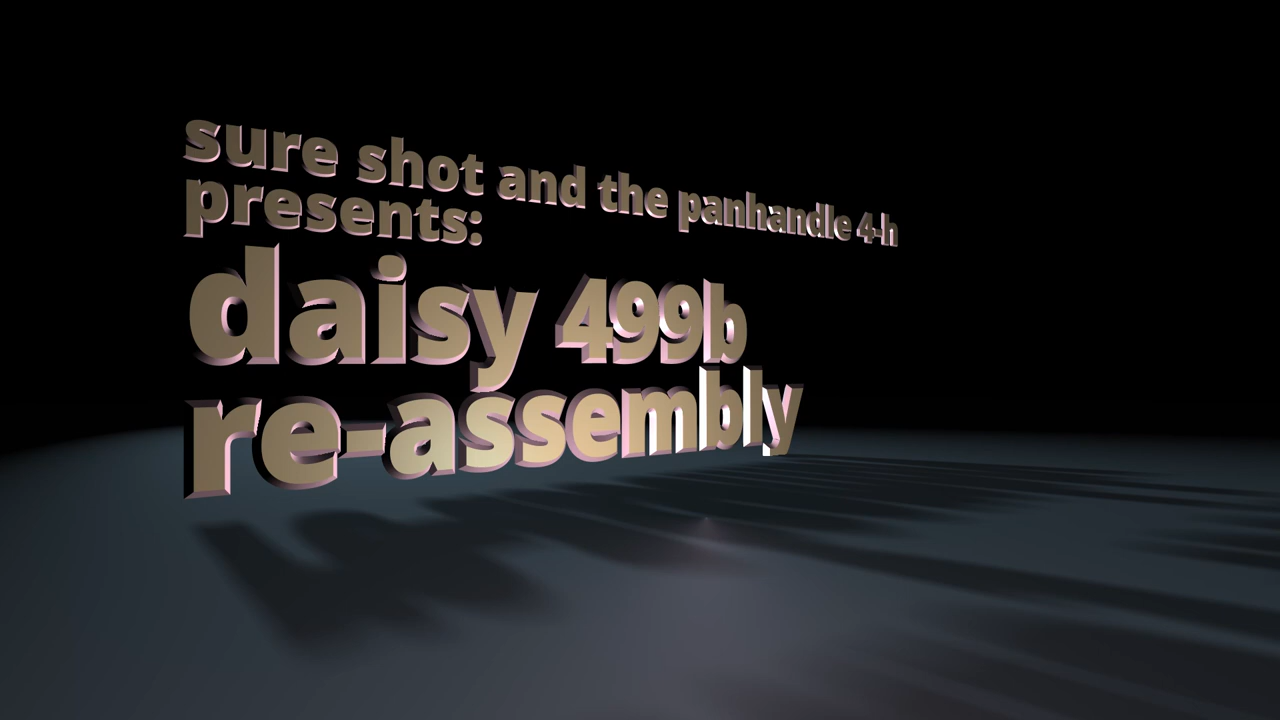 sure shot and the panhandle 4-h
presents:
daisy 499b
re-assembly